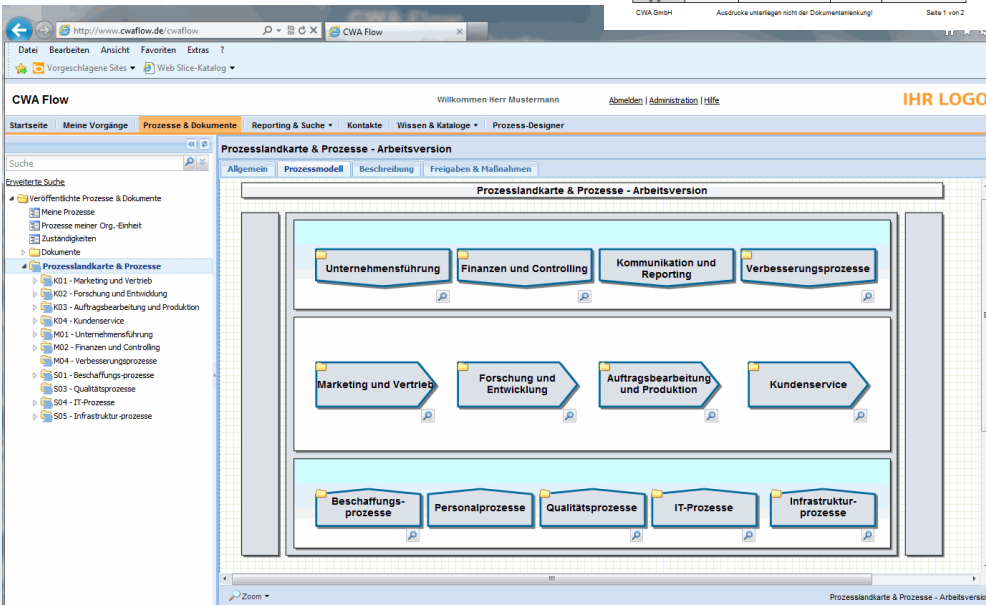 CWA GmbH Ausdrucke unterliegen nicht der Dokumentenlenkung! Seite 1 von 2
http://www.cwaflow.de/cwaflow
CWA Flow
Datei Bearbeiten Ansicht Favoriten Extras ?
Vorgeschlagene Sites Web Slice-Katalog
CWA Flow
Willkommen Herr Mustermann
Abmelden | Administration | Hilfe
IHR LOGO
Startseite Meine Vorgänge Prozesse & Dokumente Reporting & Suche Kontakte Wissen & Kataloge Prozess-Designer
Suche
Erweiterte Suche
Veröffentlichte Prozesse & Dokumente
Meine Prozesse
Prozesse meiner Org.-Einheit
Zuständigkeiten
Dokumente
Prozesslandkarte & Prozesse
K01 - Marketing und Vertrieb
K02 - Forschung und Entwicklung
K03 - Auftragsbearbeitung und Produktion
K04 - Kundenservice
M01 - Unternehmensführung
M02 - Finanzen und Controlling
M04 - Verbesserungsprozesse
S01 - Beschaffungs-prozesse
S03 - Qualitätsprozesse
S04 - IT-Prozesse
S05 - Infrastruktur-prozesse
Prozesslandkarte & Prozesse - Arbeitsversion
Allgemein Prozessmodell Beschreibung Freigaben & Maßnahmen
Prozesslandkarte & Prozesse - Arbeitsversion
Unternehmensführung
Finanzen und Controlling
Kommunikation und
Reporting
Verbesserungsprozesse
Marketing und Vertrieb
Forschung und
Entwicklung
Auftragsbearbeitung
und Produktion
Kundenservice
Beschaffungs-
prozesse
Personalprozesse
Qualitätsprozesse
IT-Prozesse
Infrastruktur-
prozesse
Zoom
Prozesslandkarte & Prozesse - Arbeitsversio